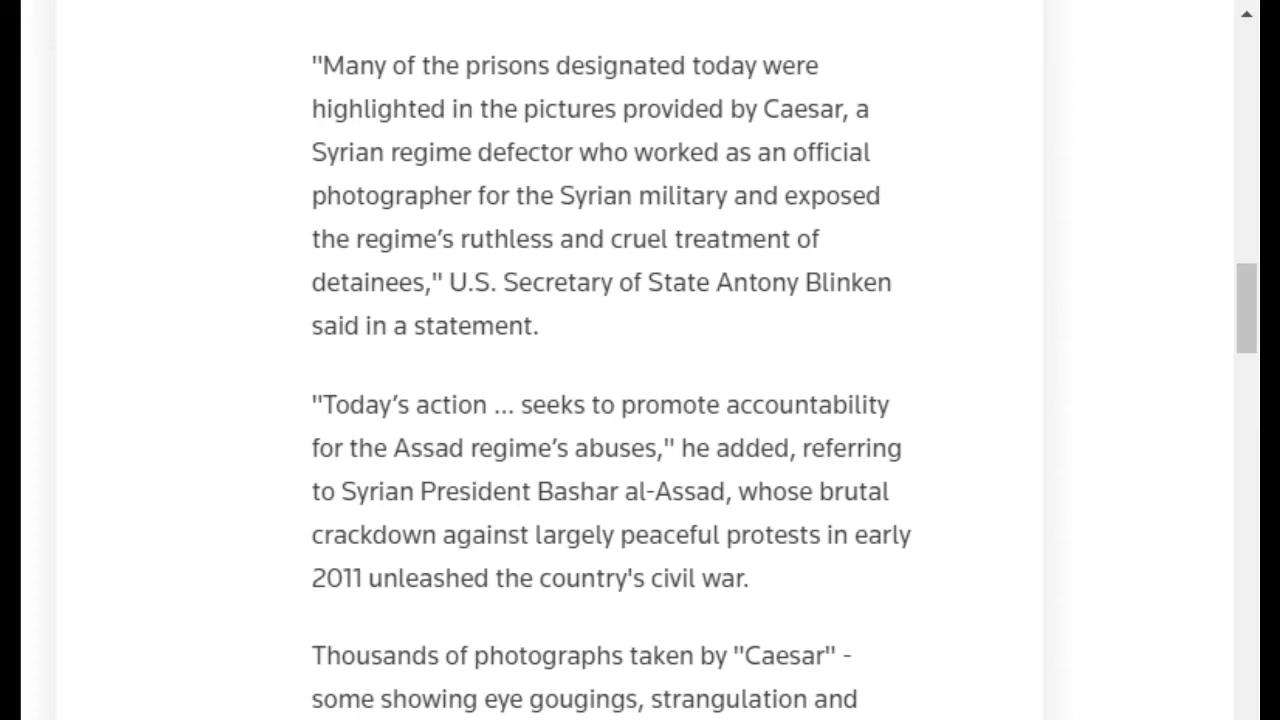 "Many of the prisons designated today were
highlighted in the pictures provided by Caesar, a
Syrian regime defector who worked as an official
photographer for the Syrian military and exposed
the regime’s ruthless and cruel treatment of
detainees," U.S. Secretary of State Antony Blinken
said in a statement.
"Today’s action ... seeks to promote accountability
for the Assad regime’s abuses," he added, referring
to Syrian President Bashar al-Assad, whose brutal
crackdown against largely peaceful protests in early
2011 unleashed the country's civil war.
Thousands of photographs taken by "Caesar" -
some showing eye gougings, strangulation and